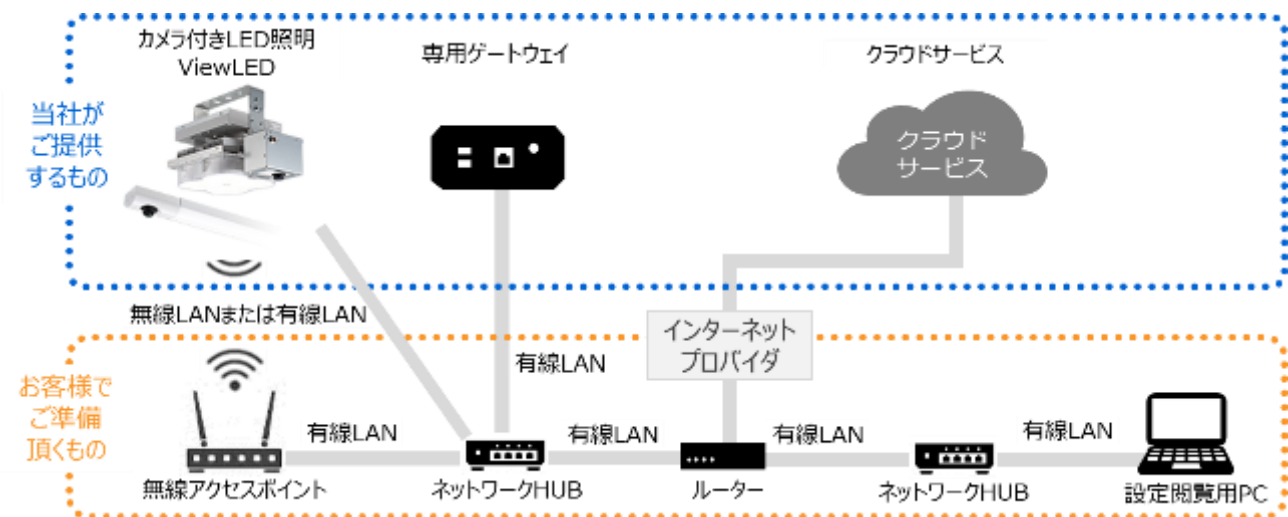 カメラ付きLED照明
ViewLED
専用ゲートウェイ
クラウドサービス
当社が
ご提供
するもの
クラウド
サービス
無線LANまたは有線LAN
インターネット
プロバイダ
有線LAN
お客様で
ご準備
頂くもの
有線LAN
有線LAN
有線LAN
有線LAN
無線アクセスポイント
ネットワークHUB
ルーター
ネットワークHUB
設定閲覧用PC